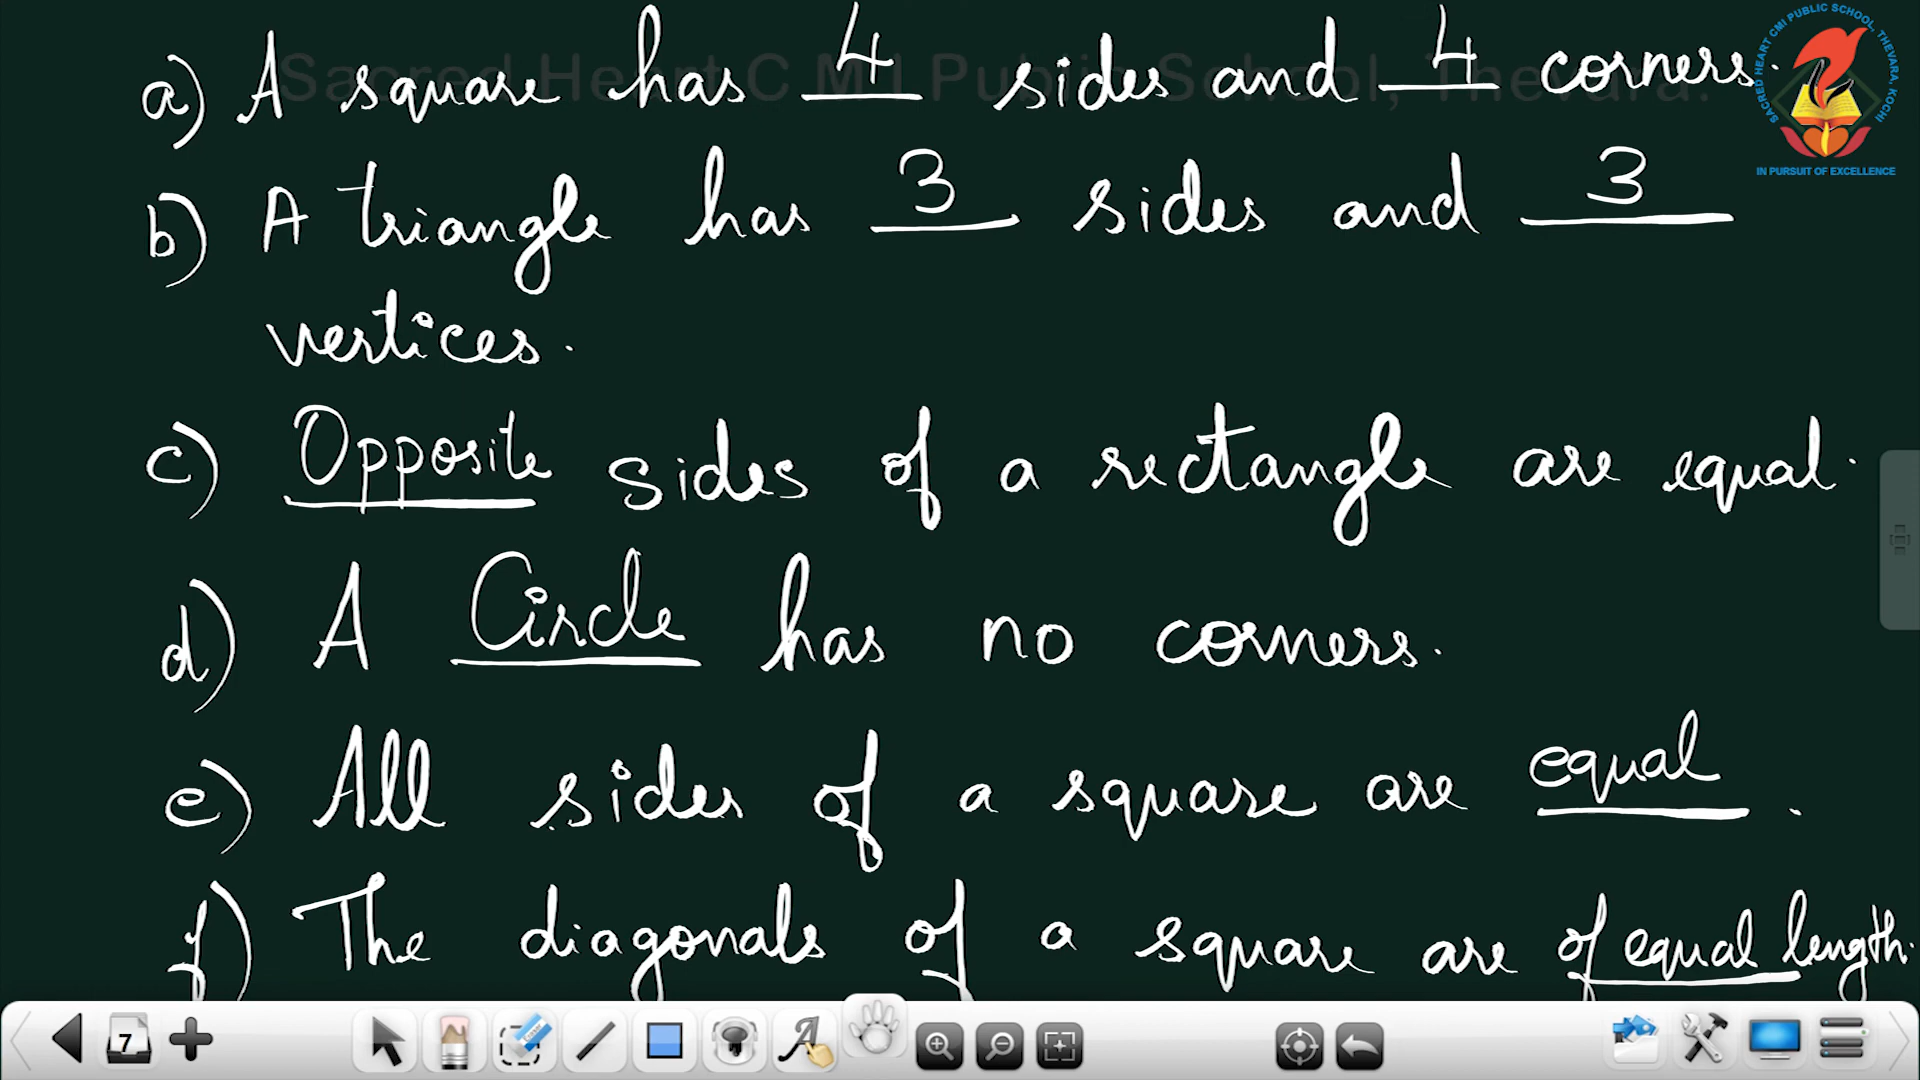 Sacred Heart C M I Public School, Thevara.
a) A square has 4 sides and 4 corners.
b) A triangle has 3 sides and 3
vertices.
c) Opposite sides of a rectangle are equal.
d) A Circle has no corners.
e) All sides of a square are equal.
f) The diagonals of a square are of equal length.
SACRED HEART CMI PUBLIC SCHOOL, THEVARA, KOCHI
IN PURSUIT OF EXCELLENCE
7